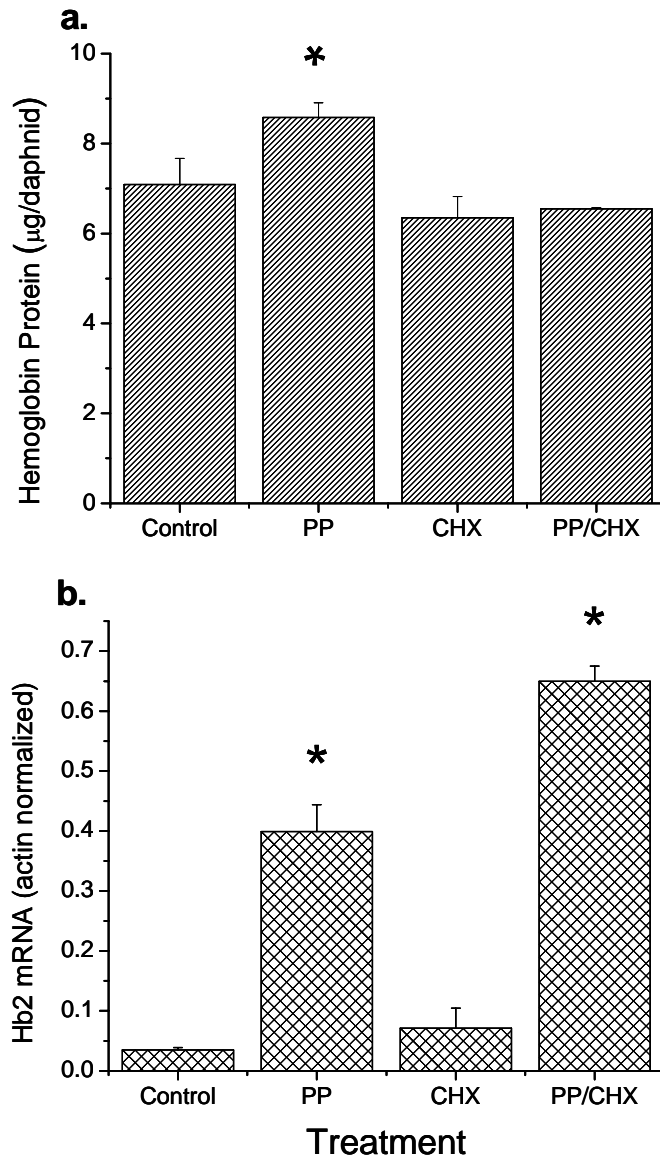 a.
Hemoglobin Protein (µg/daphnid)
10
*
8
6
4
2
0
Control PP CHX PP/CHX
b.
Hb2 mRNA (actin normalized)
*
0.7
0.6
*
0.5
0.4
0.3
0.2
0.1
0.0
Control PP CHX PP/CHX
Treatment